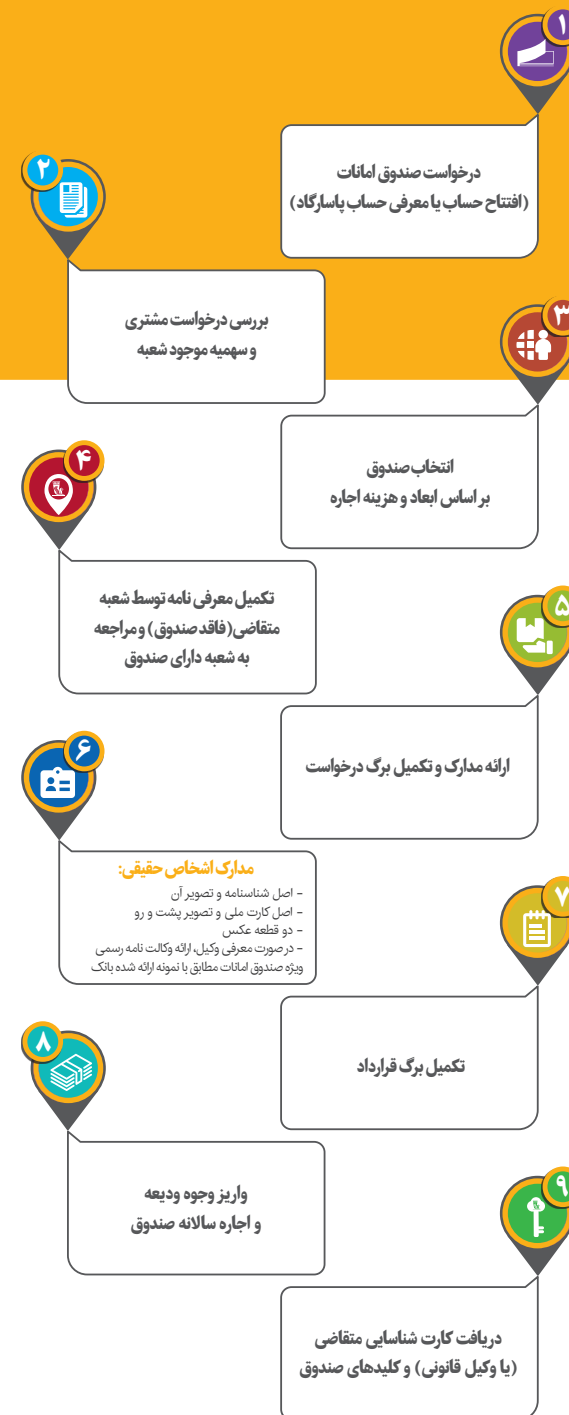 ۱
درخواست صندوق امانات
(افتتاح حساب یا معرفی حساب پاسارگاد)
۲
بررسی درخواست مشتری
و سهمیه موجود شعبه
۳
انتخاب صندوق
بر اساس ابعاد و هزینه اجاره
۴
تکمیل معرفی نامه توسط شعبه
متقاضی(فاقد صندوق) و مراجعه
به شعبه دارای صندوق
۵
ارائه مدارک و تکمیل برگ درخواست
۶
مدارک اشخاص حقیقی:
- اصل شناسنامه و تصویر آن
- اصل کارت ملی و تصویر پشت و رو
- دو قطعه عکس
- در صورت معرفی وکیل، ارائه وکالت نامه رسمی
ویژه صندوق امانات مطابق با نمونه ارائه شده بانک
۷
تکمیل برگ قرارداد
۸
واریز وجوه ودیعه
و اجاره سالانه صندوق
۹
دریافت کارت شناسایی متقاضی
(یا وکیل قانونی) و کلیدهای صندوق